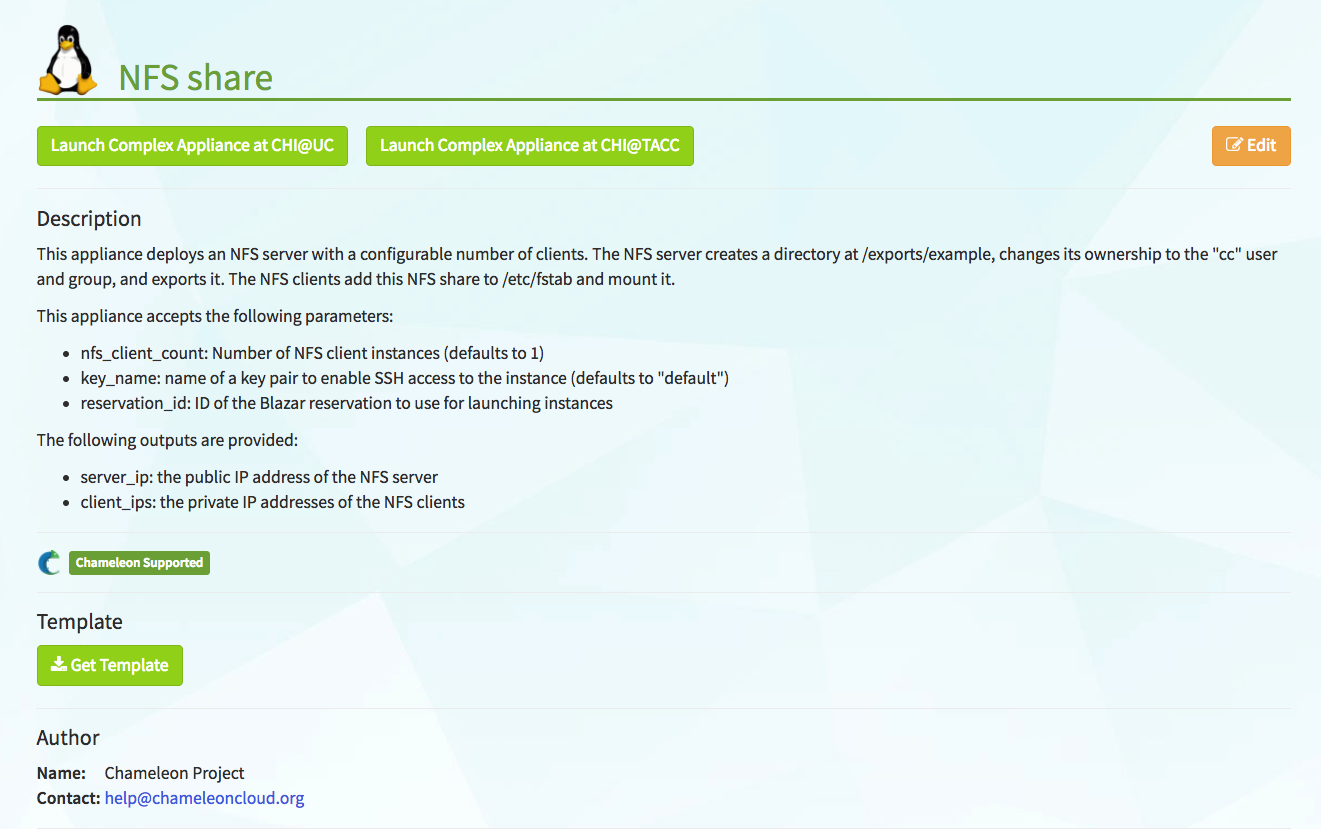 NFS share
Launch Complex Appliance at CHI@UC
Launch Complex Appliance at CHI@TACC
Edit
Description
This appliance deploys an NFS server with a configurable number of clients. The NFS server creates a directory at /exports/example, changes its ownership to the "cc" user
and group, and exports it. The NFS clients add this NFS share to /etc/fstab and mount it.
This appliance accepts the following parameters:
• nfs_client_count: Number of NFS client instances (defaults to 1)
• key_name: name of a key pair to enable SSH access to the instance (defaults to "default")
• reservation_id: ID of the Blazar reservation to use for launching instances
The following outputs are provided:
• server_ip: the public IP address of the NFS server
• client_ips: the private IP addresses of the NFS clients
Chameleon Supported
Template
Get Template
Author
Name: Chameleon Project
Contact: help@chameleoncloud.org